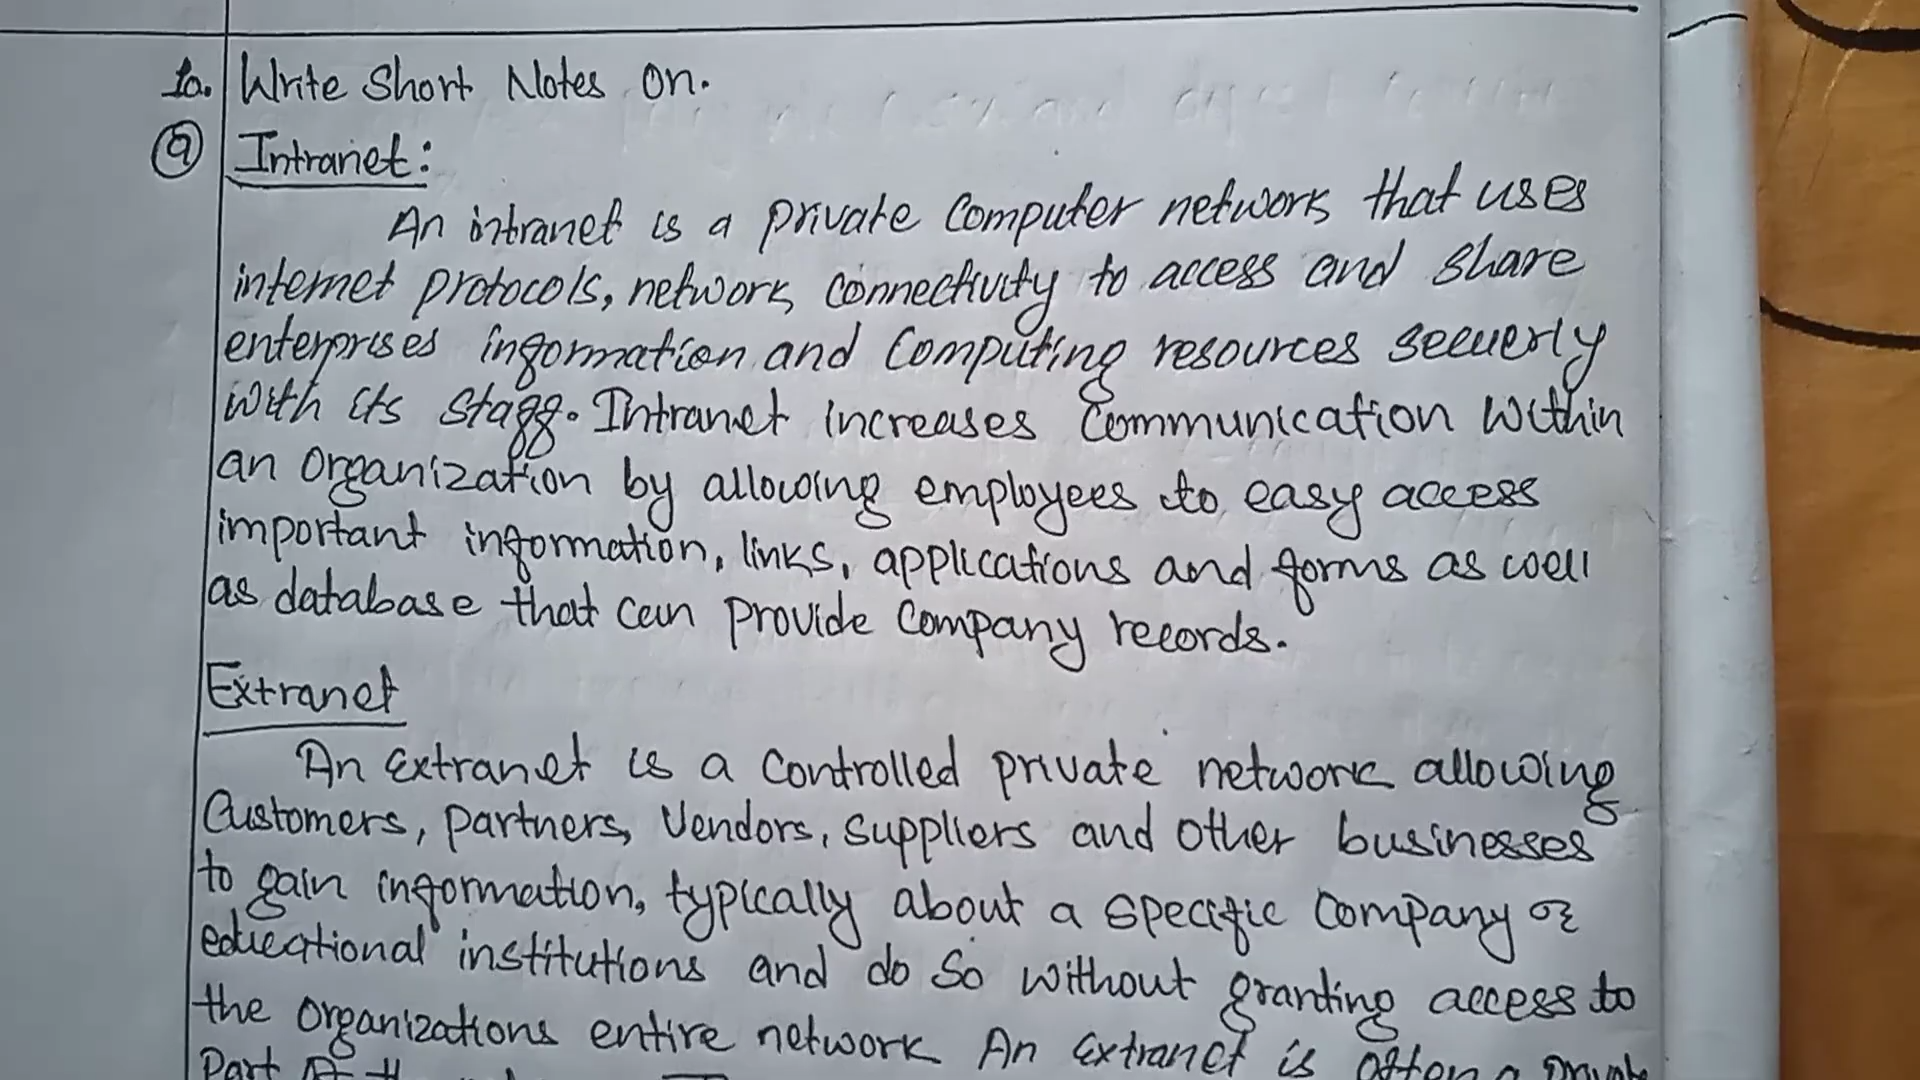 10. Write Short Notes on.
a Intranet:
An intranet is a private computer network that uses
internet protocols, network connectivity to access and share
enterprises information and computing resources secuerly
with its staff. Intranet increases communication within
an organization by allowing employees to easy access
important information, links, applications and forms as well
as database that can provide company records.
Extranet
An extranet is a controlled private network allowing
Customers, partners, vendors, suppliers and other businesses
to gain information, typically about a specific company or
educational institutions and do so without granting access to
the organizations entire network An extranet is often a private
Part